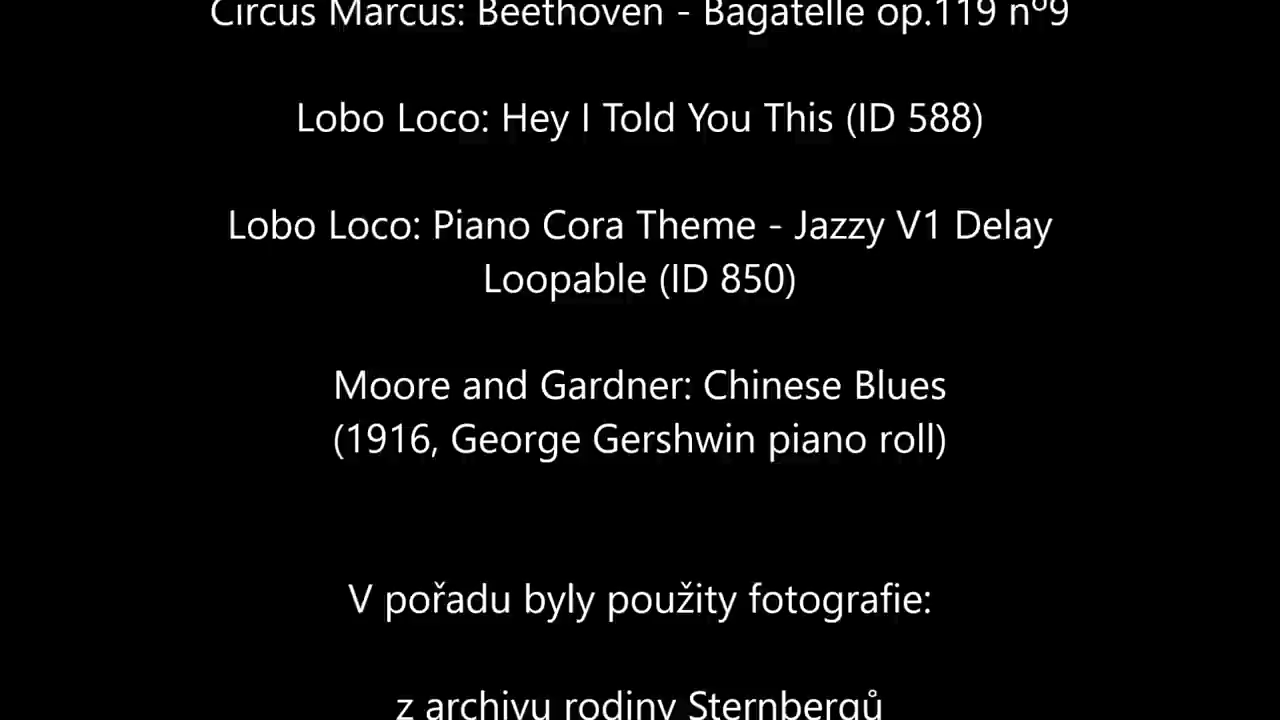 Circus Marcus: Beethoven - Bagatelle op.119 nº9
Lobo Loco: Hey I Told You This (ID 588)
Lobo Loco: Piano Cora Theme - Jazzy V1 Delay
Loopable (ID 850)
Moore and Gardner: Chinese Blues
(1916, George Gershwin piano roll)
V pořadu byly použity fotografie:
z archivu rodiny Sternbergů